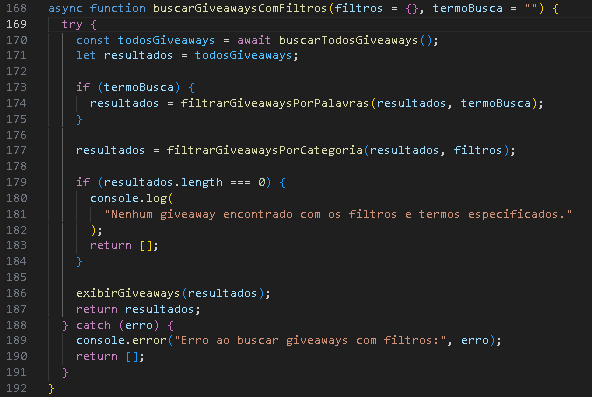 168 async function buscarGiveawaysComFiltros(filtros = {}, termoBusca = "") {
169   try {
170     const todosGiveaways = await buscarTodosGiveaways();
171     let resultados = todosGiveaways;
172
173     if (termoBusca) {
174       resultados = filtrarGiveawaysPorPalavras(resultados, termoBusca);
175     }
176
177     resultados = filtrarGiveawaysPorCategoria(resultados, filtros);
178
179     if (resultados.length === 0) {
180       console.log(
181         "Nenhum giveaway encontrado com os filtros e termos especificados."
182       );
183       return [];
184     }
185
186     exibirGiveaways(resultados);
187     return resultados;
188   } catch (erro) {
189     console.error("Erro ao buscar giveaways com filtros:", erro);
190     return [];
191   }
192 }